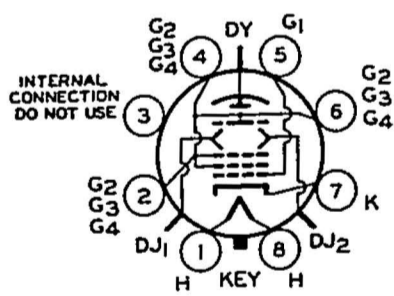 G2
G3
G4
4
DY
5
G1
INTERNAL
CONNECTION
DO NOT USE
3
6
G2
G3
G4
G2
G3
G4
2
7
K
DJ1
1
8
DJ2
H
KEY
H